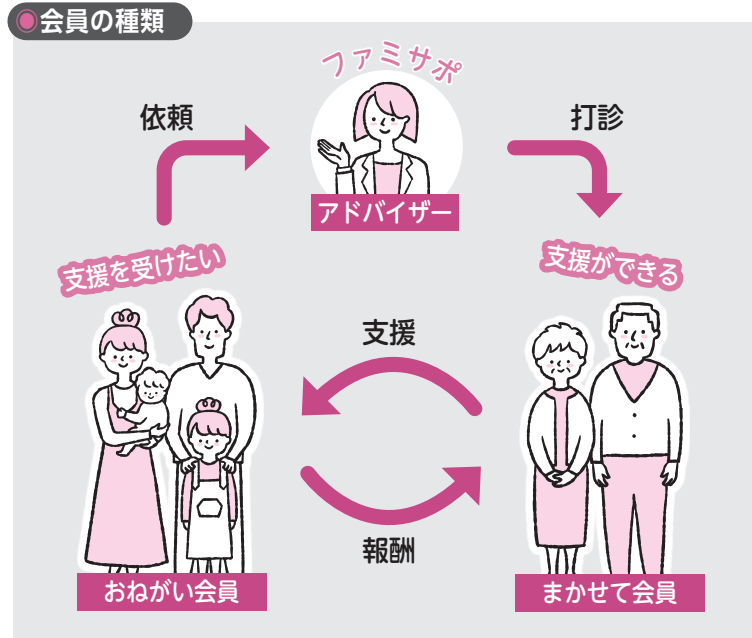 会員の種類
ファミサポ
依頼
打診
アドバイザー
支援を受けたい
支援ができる
支援
報酬
おねがい会員
まかせて会員